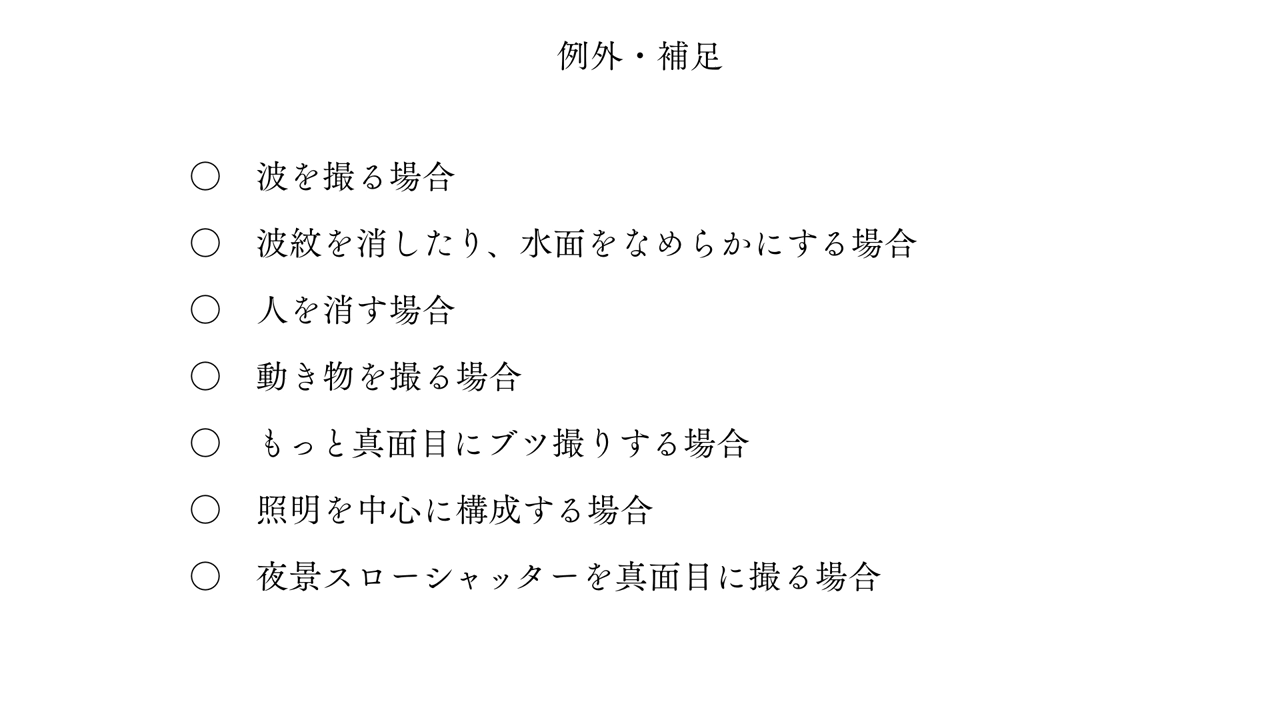 例外・補足
○　波を撮る場合
○　波紋を消したり、水面をなめらかにする場合
○　人を消す場合
○　動き物を撮る場合
○　もっと真面目にブツ撮りする場合
○　照明を中心に構成する場合
○　夜景スローシャッターを真面目に撮る場合